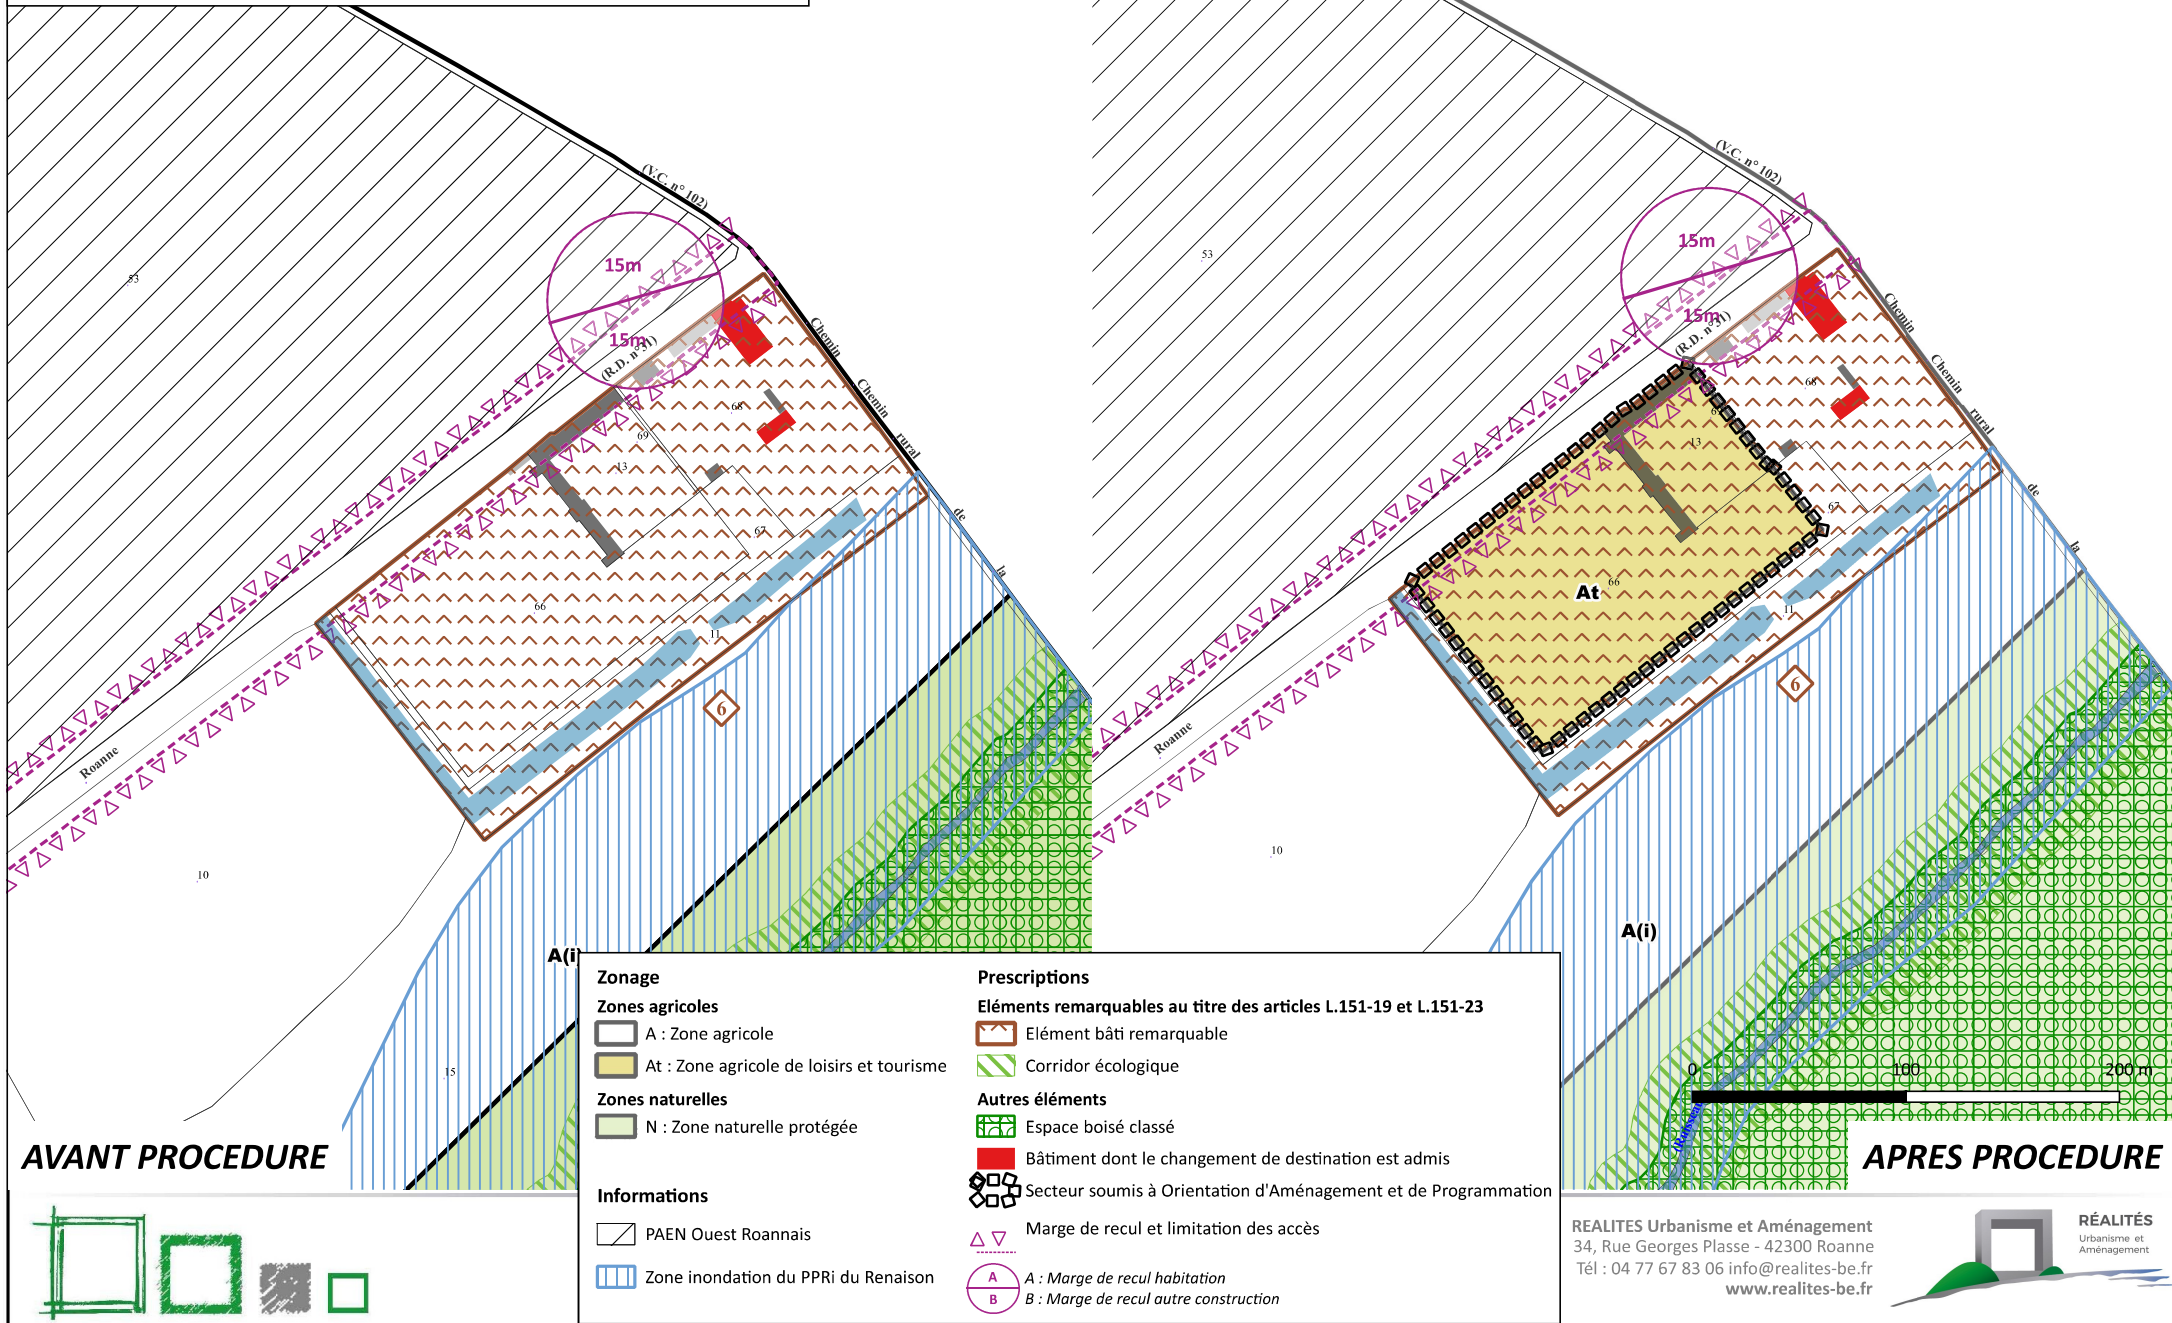 (V.C. n° 102)
53
15m
15m
(R.D. n°31)
Chemin
Chemin
rural
de
la
68
69
13
67
66
11
6
Roanne
10
A(i)
15
AVANT PROCEDURE
(V.C. n° 102)
53
15m
15m
(R.D. n°31)
Chemin
Chemin
rural
de
la
68
13
67
66
At
11
6
Roanne
10
A(i)
(Ruisseau
0 100 200 m
APRES PROCEDURE
Zonage
Zones agricoles
A : Zone agricole
At : Zone agricole de loisirs et tourisme
Zones naturelles
N : Zone naturelle protégée
Informations
PAEN Ouest Roannais
Zone inondation du PPRi du Renaison
Prescriptions
Eléments remarquables au titre des articles L.151-19 et L.151-23
Elément bâti remarquable
Corridor écologique
Autres éléments
Espace boisé classé
Bâtiment dont le changement de destination est admis
Secteur soumis à Orientation d'Aménagement et de Programmation
Marge de recul et limitation des accès
A
B
A : Marge de recul habitation
B : Marge de recul autre construction
REALITES Urbanisme et Aménagement
34, Rue Georges Plasse - 42300 Roanne
Tél : 04 77 67 83 06 info@realites-be.fr
www.realites-be.fr
RÉALITÉS
Urbanisme et
Aménagement